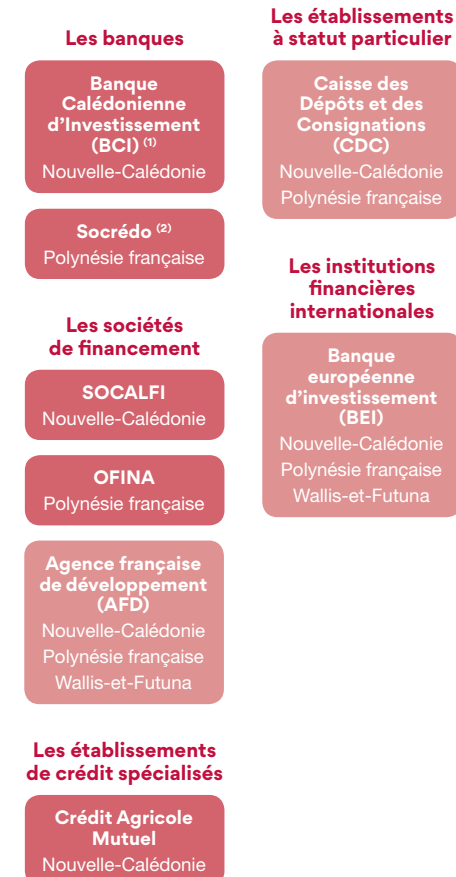 Les banques
Banque
Calédonienne
d'Investissement
(BCI) (1)
Nouvelle-Calédonie
Socrédo (2)
Polynésie française
Les sociétés
de financement
SOCALFI
Nouvelle-Calédonie
OFINA
Polynésie française
Agence française
de développement
(AFD)
Nouvelle-Calédonie
Polynésie française
Wallis-et-Futuna
Les établissements
de crédit spécialisés
Crédit Agricole
Mutuel
Nouvelle-Calédonie
Les établissements
à statut particulier
Caisse des
Dépôts et des
Consignations
(CDC)
Nouvelle-Calédonie
Polynésie française
Les institutions
financières
internationales
Banque
européenne
d'investissement
(BEI)
Nouvelle-Calédonie
Polynésie française
Wallis-et-Futuna